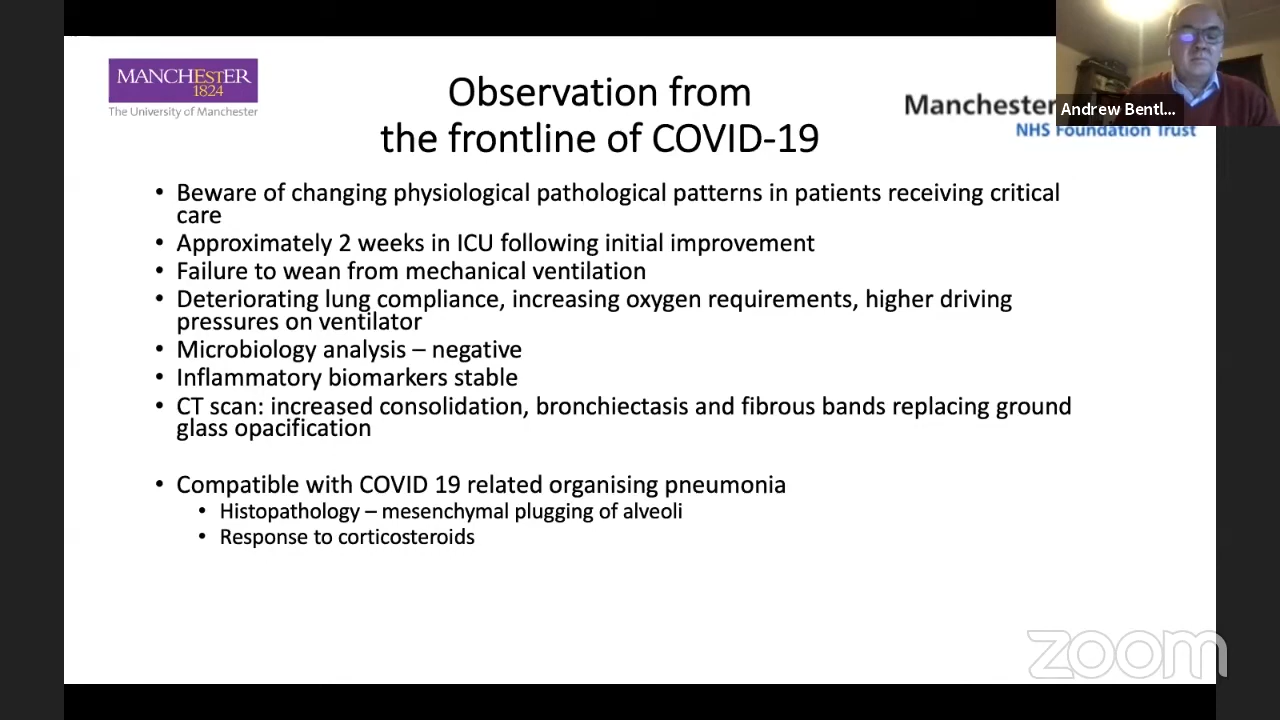 MANCHESTER
1824
The University of Manchester
Observation from
the frontline of COVID-19
Manchester
NHS Foundation Trust
Andrew Bentl...
• Beware of changing physiological pathological patterns in patients receiving critical
care
• Approximately 2 weeks in ICU following initial improvement
• Failure to wean from mechanical ventilation
• Deteriorating lung compliance, increasing oxygen requirements, higher driving
pressures on ventilator
• Microbiology analysis – negative
• Inflammatory biomarkers stable
• CT scan: increased consolidation, bronchiectasis and fibrous bands replacing ground
glass opacification
• Compatible with COVID 19 related organising pneumonia
• Histopathology – mesenchymal plugging of alveoli
• Response to corticosteroids
zoom